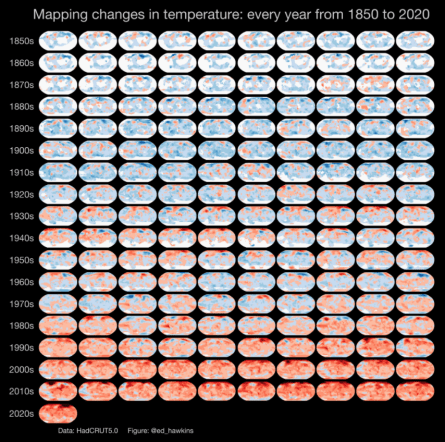 Mapping changes in temperature: every year from 1850 to 2020
1850s
1860s
1870s
1880s
1890s
1900s
1910s
1920s
1930s
1940s
1950s
1960s
1970s
1980s
1990s
2000s
2010s
2020s
Data: HadCRUT5.0 Figure: @ed_hawkins